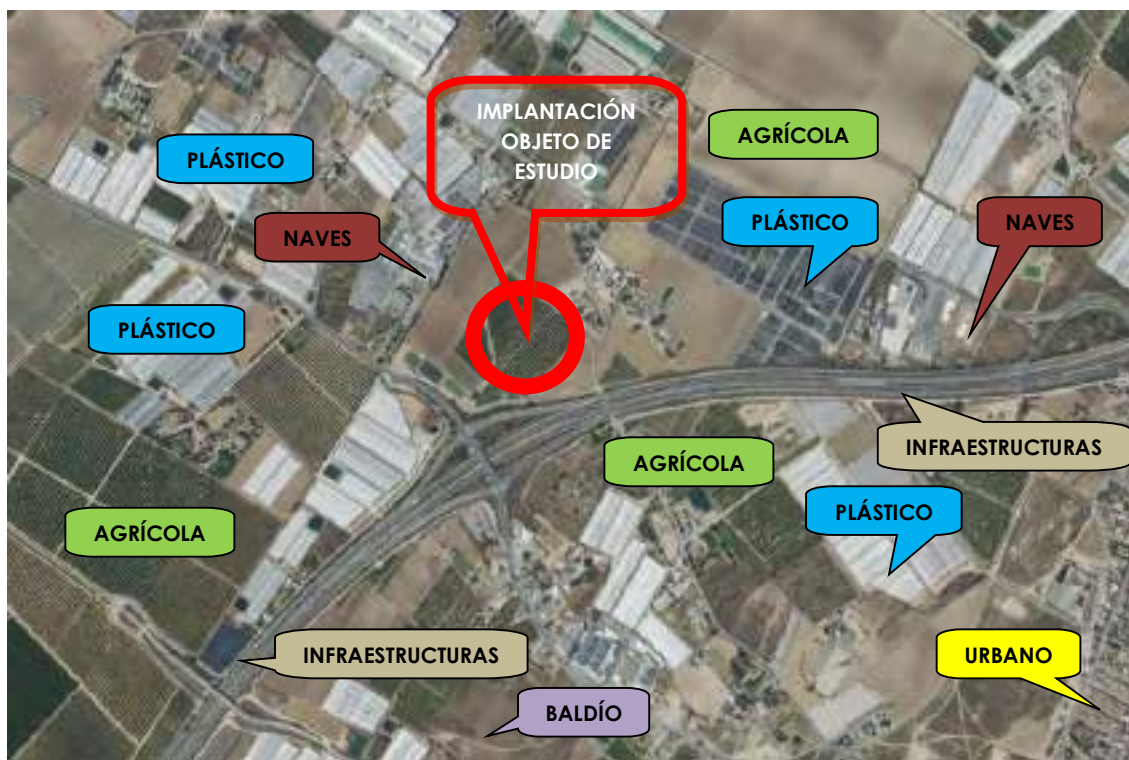 IMPLANTACIÓN
OBJETO DE
ESTUDIO
AGRÍCOLA
PLÁSTICO
PLÁSTICO
NAVES
NAVES
PLÁSTICO
INFRAESTRUCTURAS
AGRÍCOLA
PLÁSTICO
AGRÍCOLA
INFRAESTRUCTURAS
URBANO
BALDÍO